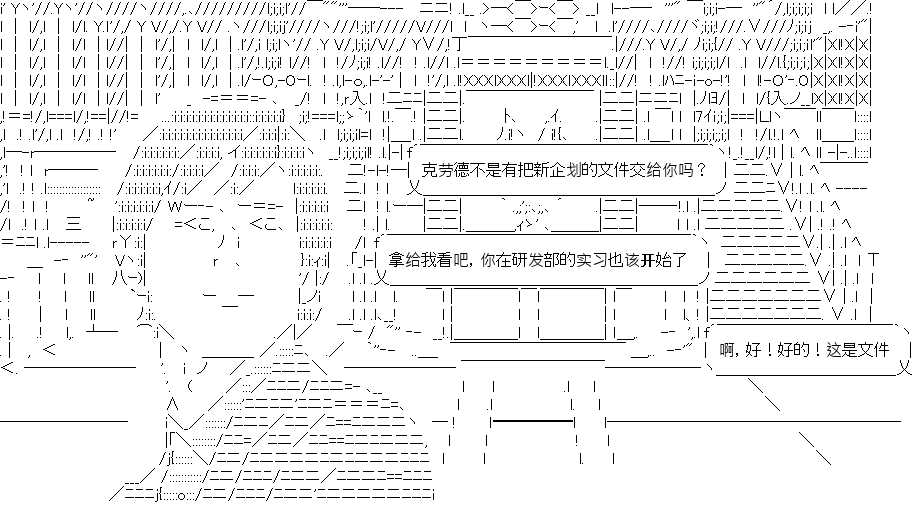 克劳德不是有把新企划的文件交给你吗？
拿给我看吧，你在研发部的实习也该开始了
啊，好！好的！这是文件